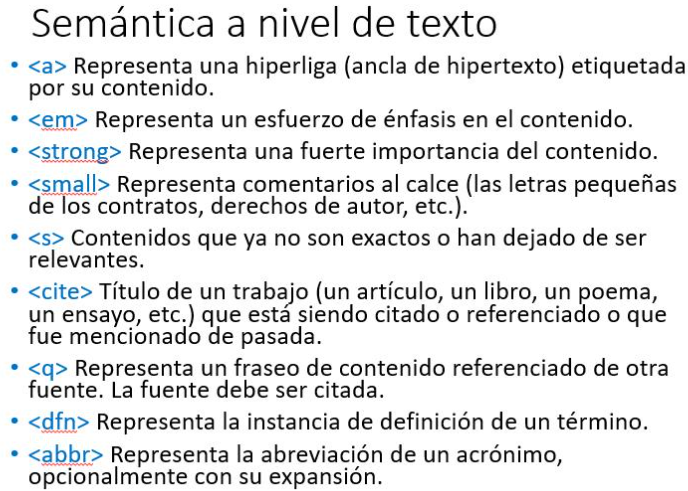 Semántica a nivel de texto
• <a> Representa una hiperliga (ancla de hipertexto) etiquetada
por su contenido.
• <em> Representa un esfuerzo de énfasis en el contenido.
• <strong> Representa una fuerte importancia del contenido.
• <small> Representa comentarios al calce (las letras pequeñas
de los contratos, derechos de autor, etc.).
• <s> Contenidos que ya no son exactos o han dejado de ser
relevantes.
• <cite> Título de un trabajo (un artículo, un libro, un poema,
un ensayo, etc.) que está siendo citado o referenciado o que
fue mencionado de pasada.
• <q> Representa un fraseo de contenido referenciado de otra
fuente. La fuente debe ser citada.
• <dfn> Representa la instancia de definición de un término.
• <abbr> Representa la abreviación de un acrónimo,
opcionalmente con su expansión.